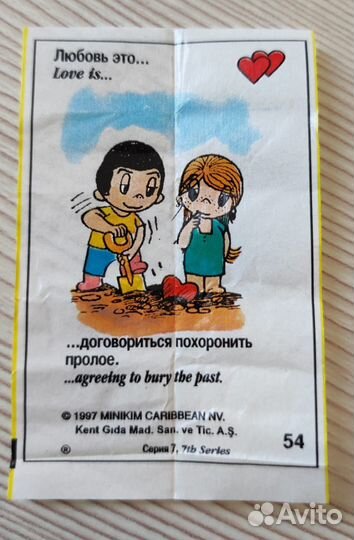 Любовь это...
Love is...
...договориться похоронить
пролое.
...agreeing to bury the past.
© 1997 MINIKIM CARIBBEAN NV.
Kent Gıda Mad. San. ve Tic. A.Ş.
® Серия 7, 7th Series 54
Avito